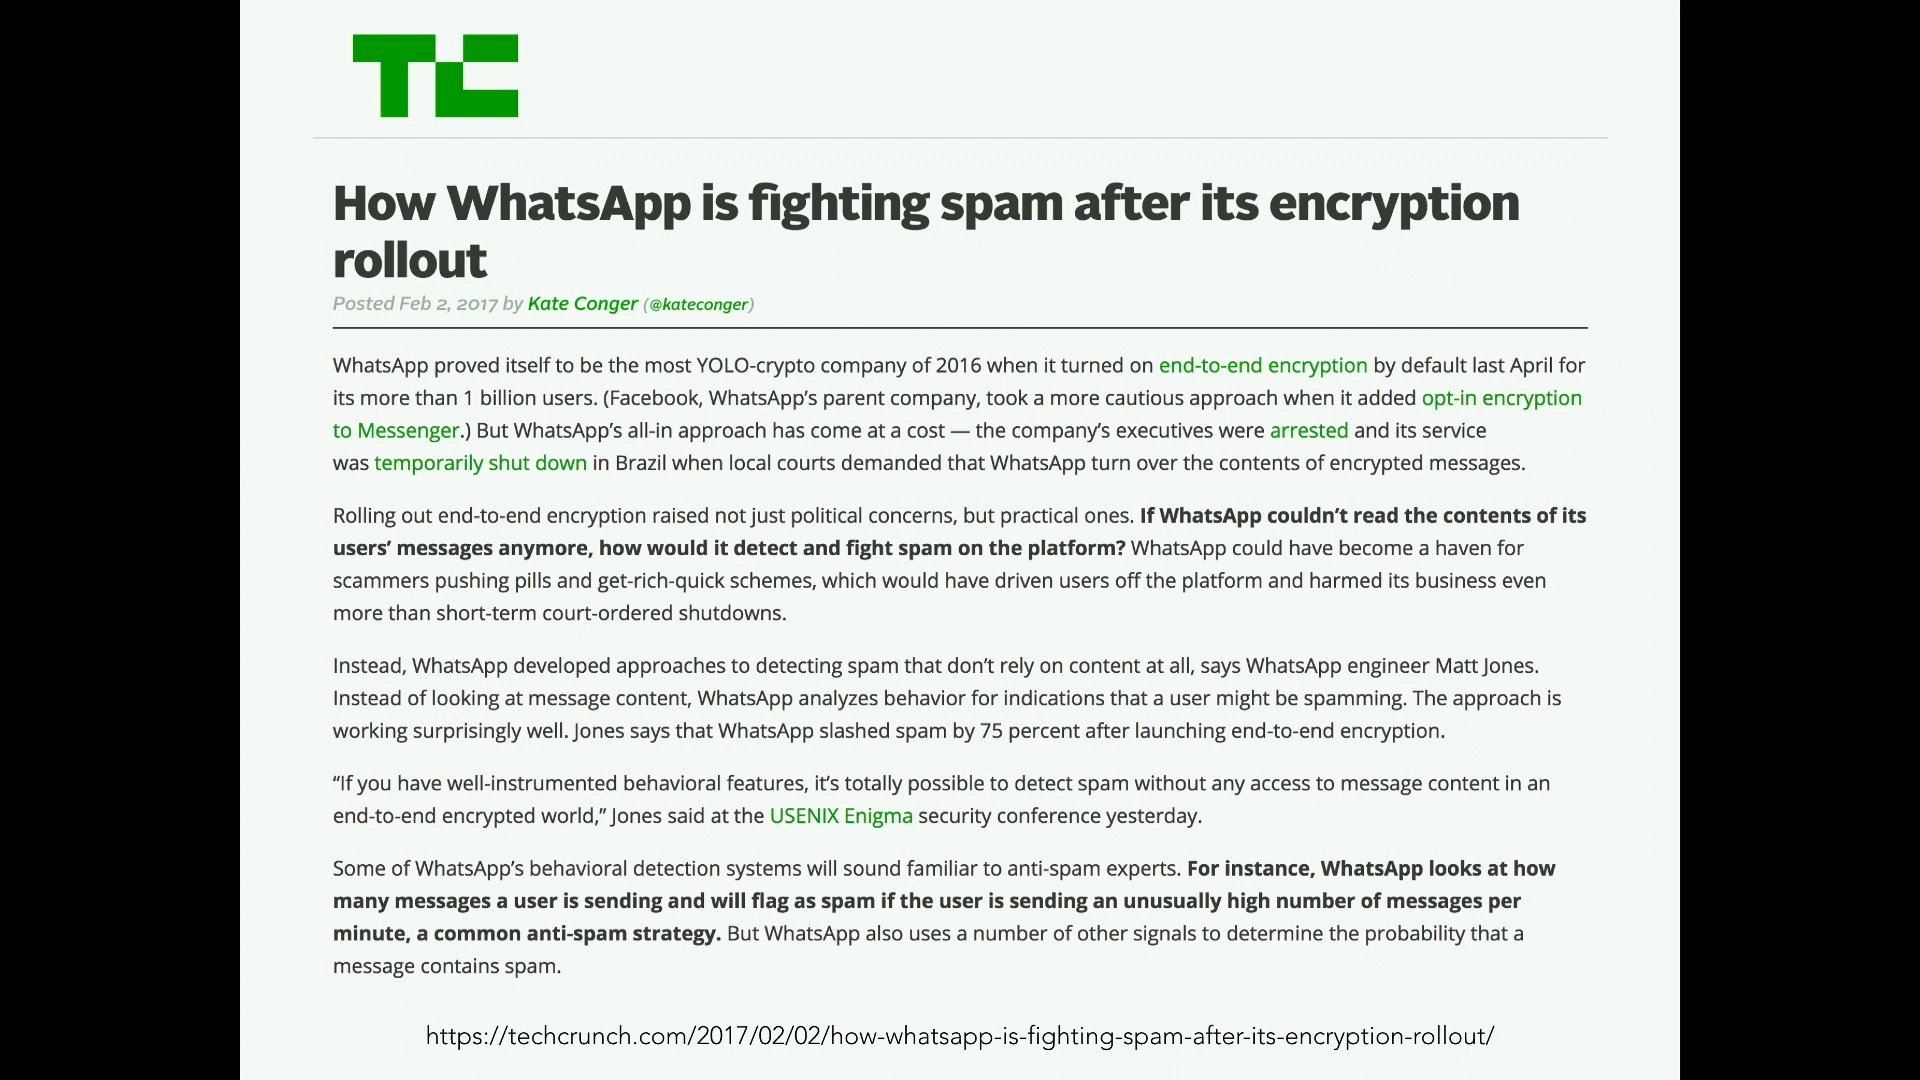 TC
How WhatsApp is fighting spam after its encryption
rollout
Posted Feb 2, 2017 by Kate Conger (@kateconger)
WhatsApp proved itself to be the most YOLO-crypto company of 2016 when it turned on end-to-end encryption by default last April for
its more than 1 billion users. (Facebook, WhatsApp’s parent company, took a more cautious approach when it added opt-in encryption
to Messenger.) But WhatsApp’s all-in approach has come at a cost — the company’s executives were arrested and its service
was temporarily shut down in Brazil when local courts demanded that WhatsApp turn over the contents of encrypted messages.
Rolling out end-to-end encryption raised not just political concerns, but practical ones. If WhatsApp couldn’t read the contents of its
users’ messages anymore, how would it detect and fight spam on the platform? WhatsApp could have become a haven for
scammers pushing pills and get-rich-quick schemes, which would have driven users off the platform and harmed its business even
more than short-term court-ordered shutdowns.
Instead, WhatsApp developed approaches to detecting spam that don’t rely on content at all, says WhatsApp engineer Matt Jones.
Instead of looking at message content, WhatsApp analyzes behavior for indications that a user might be spamming. The approach is
working surprisingly well. Jones says that WhatsApp slashed spam by 75 percent after launching end-to-end encryption.
“If you have well-instrumented behavioral features, it’s totally possible to detect spam without any access to message content in an
end-to-end encrypted world,” Jones said at the USENIX Enigma security conference yesterday.
Some of WhatsApp’s behavioral detection systems will sound familiar to anti-spam experts. For instance, WhatsApp looks at how
many messages a user is sending and will flag as spam if the user is sending an unusually high number of messages per
minute, a common anti-spam strategy. But WhatsApp also uses a number of other signals to determine the probability that a
message contains spam.
https://techcrunch.com/2017/02/02/how-whatsapp-is-fighting-spam-after-its-encryption-rollout/